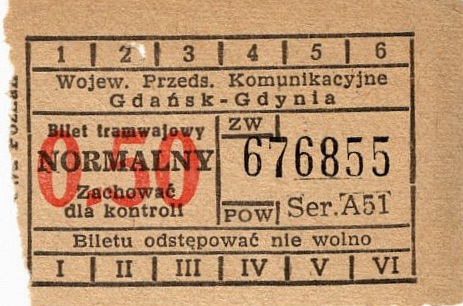 1 | 2 | 3 | 4 | 5 | 6
Wojew. Przeds. Komunikacyjne
Gdańsk-Gdynia
Bilet tramwajowy
NORMALNY
0.50
Zachować
dla kontroli
ZW
676855
POW
Ser. A51
Biletu odstępować nie wolno
I | II | III | IV | V | VI